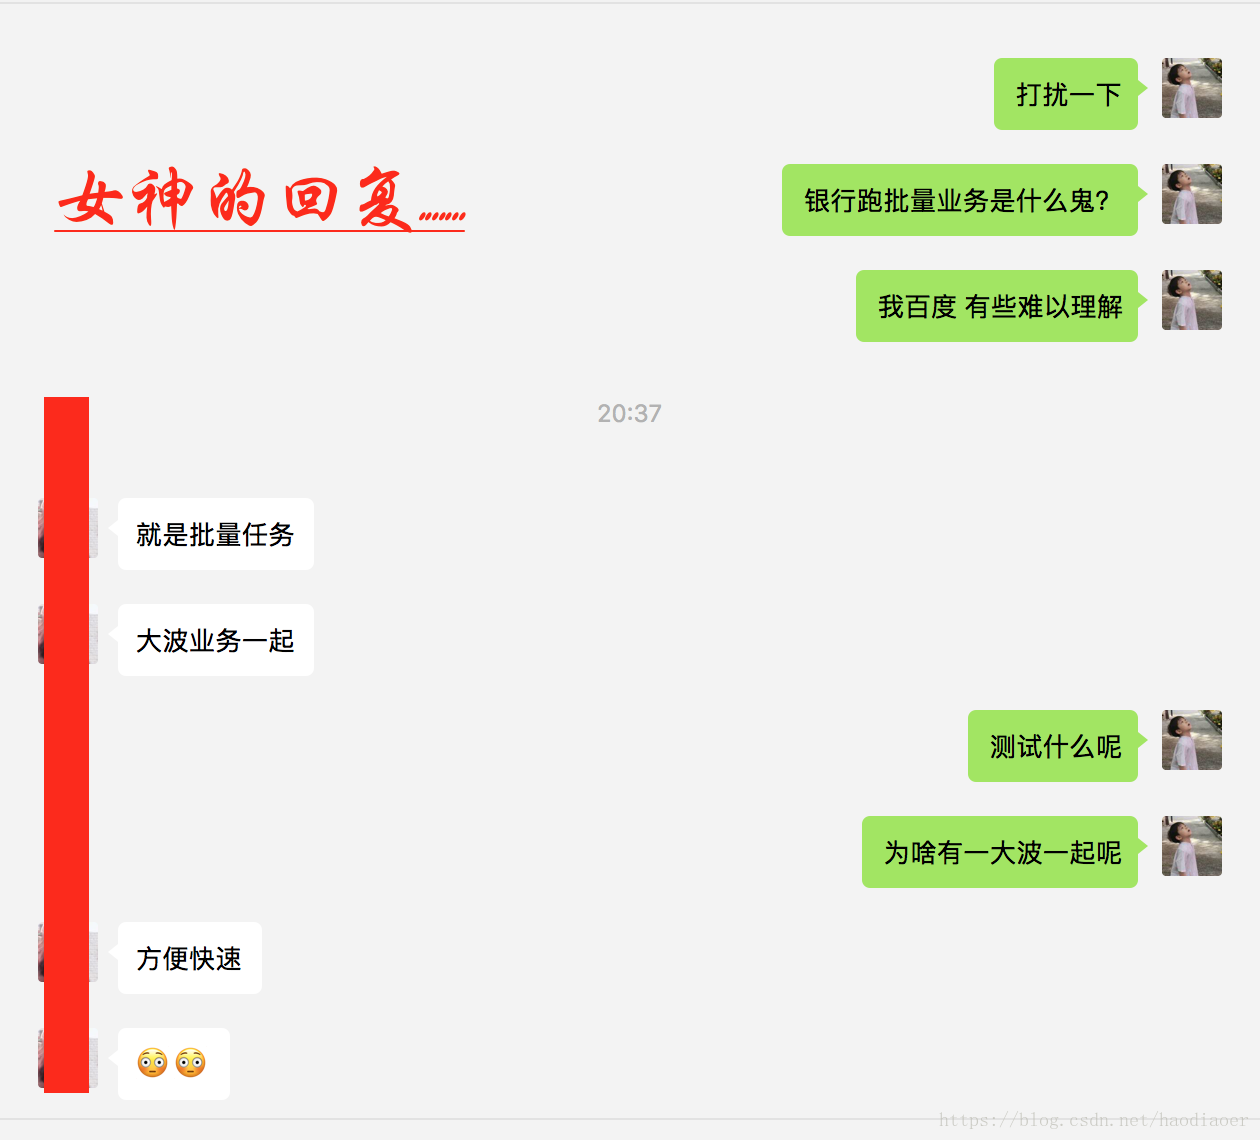 打扰一下
女神的回复.......
银行跑批量业务是什么鬼?
我百度 有些难以理解
20:37
就是批量任务
大波业务一起
测试什么呢
为啥有一大波一起呢
方便快速
😳😳
https://blog.csdn.net/haodiaoer